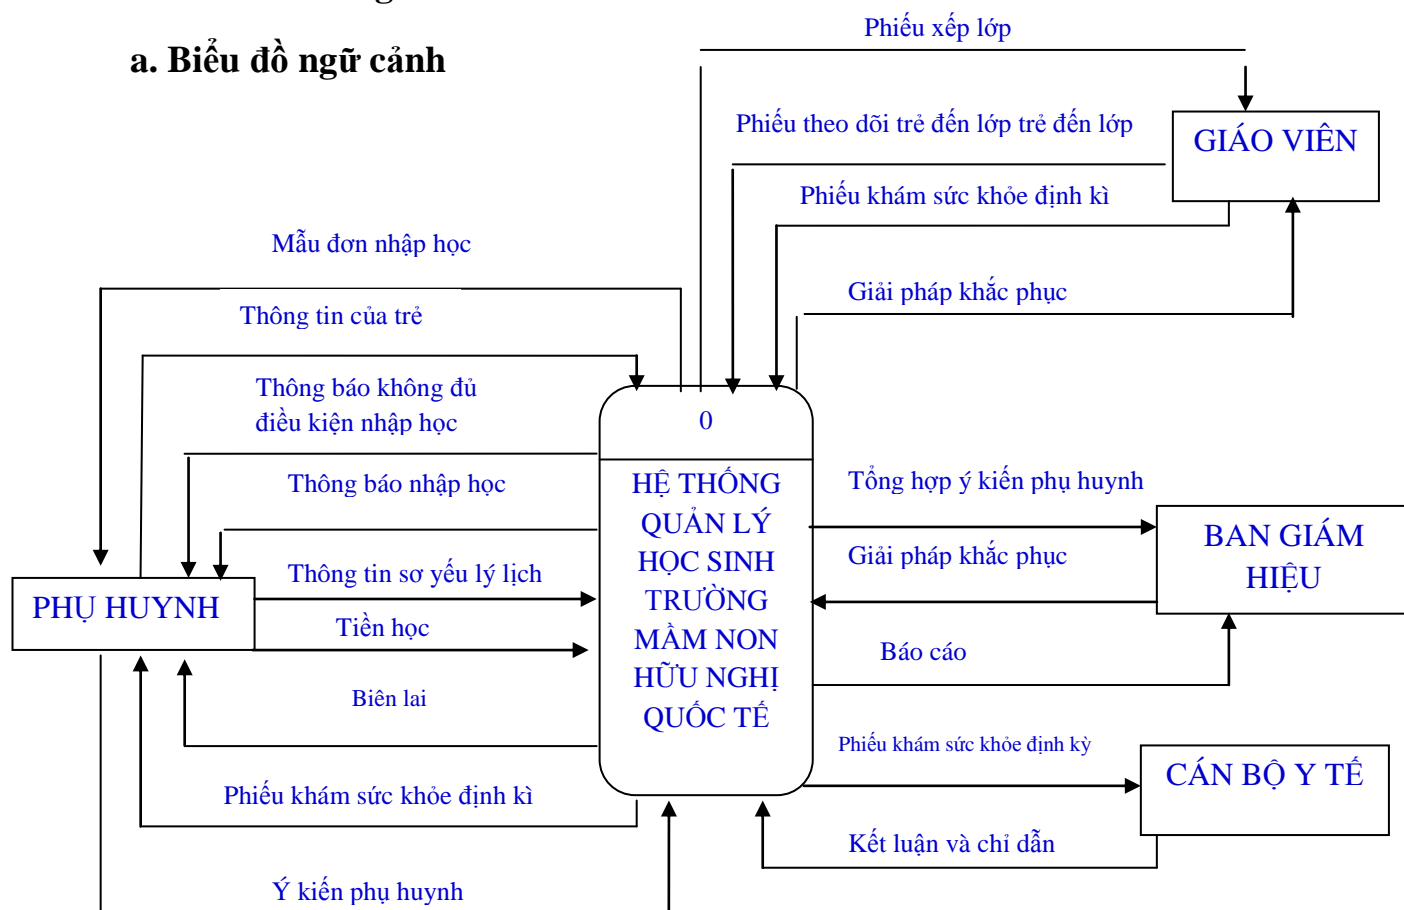 a. Biểu đồ ngữ cảnh
Phiếu xếp lớp
Phiếu theo dõi trẻ đến lớp trẻ đến lớp
GIÁO VIÊN
Phiếu khám sức khỏe định kì
Mẫu đơn nhập học
Giải pháp khắc phục
Thông tin của trẻ
Thông báo không đủ
điều kiện nhập học
0
Thông báo nhập học
HỆ THỐNG
QUẢN LÝ
HỌC SINH
TRƯỜNG
MẦM NON
HỮU NGHỊ
QUỐC TẾ
Tổng hợp ý kiến phụ huynh
BAN GIÁM
HIỆU
Giải pháp khắc phục
Thông tin sơ yếu lý lịch
PHỤ HUYNH
Tiền học
Báo cáo
Biên lai
Phiếu khám sức khỏe định kỳ
CÁN BỘ Y TẾ
Phiếu khám sức khỏe định kì
Kết luận và chỉ dẫn
Ý kiến phụ huynh